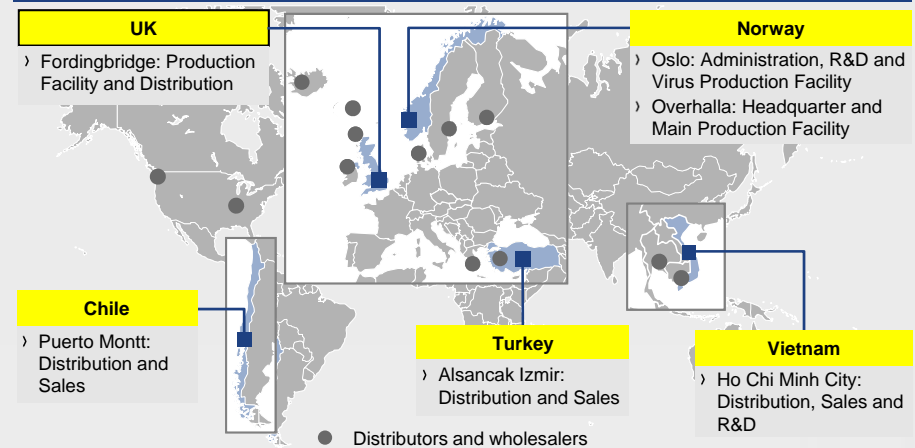 UK
› Fordingbridge: Production
Facility and Distribution
Norway
› Oslo: Administration, R&D and
Virus Production Facility
› Overhalla: Headquarter and
Main Production Facility
Chile
› Puerto Montt:
Distribution and
Sales
Turkey
› Alsancak Izmir:
Distribution and Sales
Vietnam
› Ho Chi Minh City:
Distribution, Sales and
R&D
Distributors and wholesalers